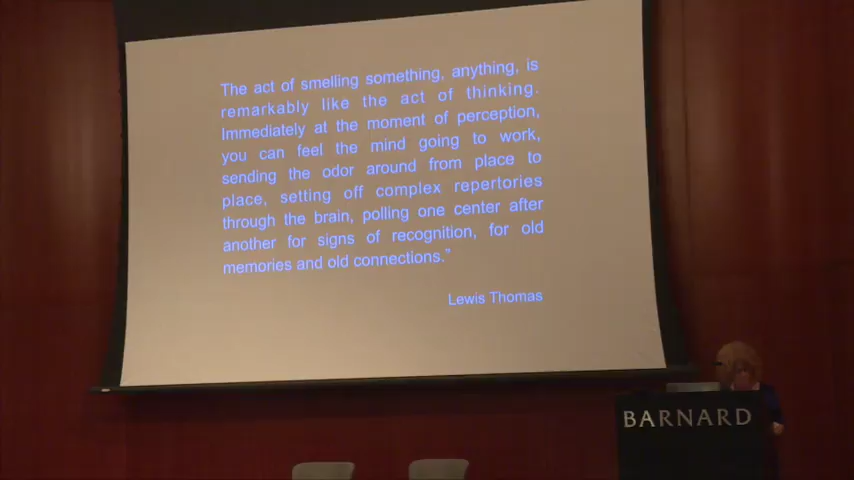 The act of smelling something, anything, is
remarkably like the act of thinking.
Immediately at the moment of perception,
you can feel the mind going to work,
sending the odor around from place to
place, setting off complex repertories
through the brain, polling one center after
another for signs of recognition, for old
memories and old connections.”
Lewis Thomas
BARNARD